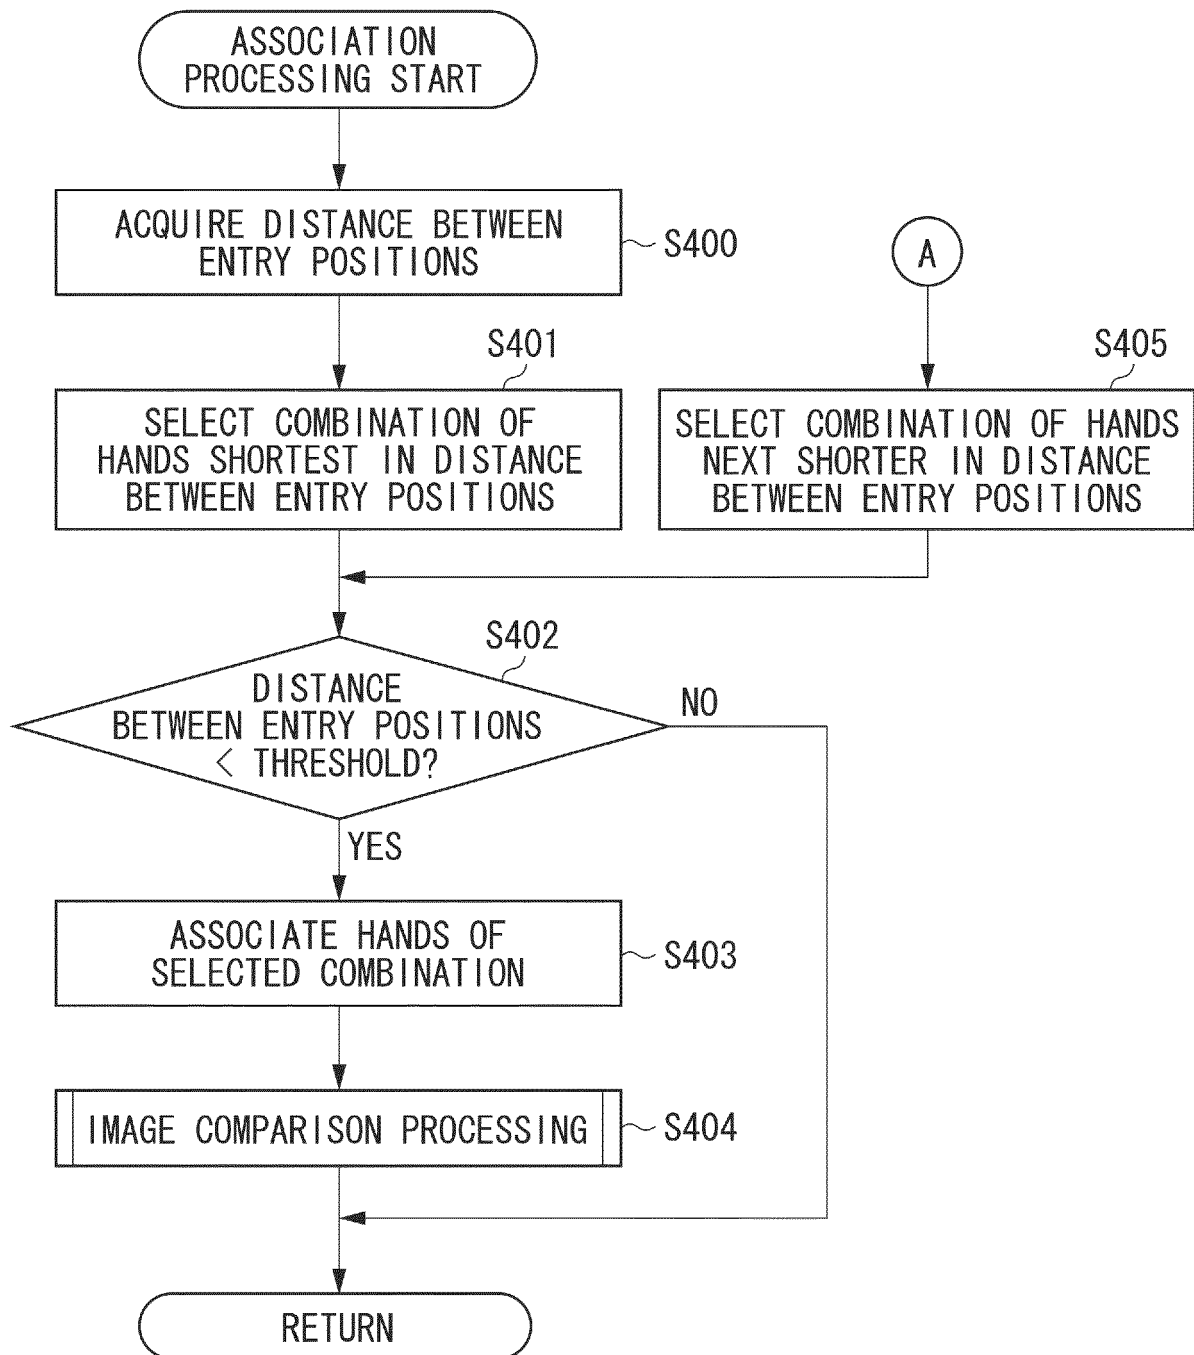 ASSOCIATION
PROCESSING START
ACQUIRE DISTANCE BETWEEN
ENTRY POSITIONS
S400
A
S401
SELECT COMBINATION OF
HANDS SHORTEST IN DISTANCE
BETWEEN ENTRY POSITIONS
S405
SELECT COMBINATION OF HANDS
NEXT SHORTER IN DISTANCE
BETWEEN ENTRY POSITIONS
S402
DISTANCE
BETWEEN ENTRY POSITIONS
< THRESHOLD?
NO
YES
ASSOCIATE HANDS OF
SELECTED COMBINATION
S403
IMAGE COMPARISON PROCESSING
S404
RETURN